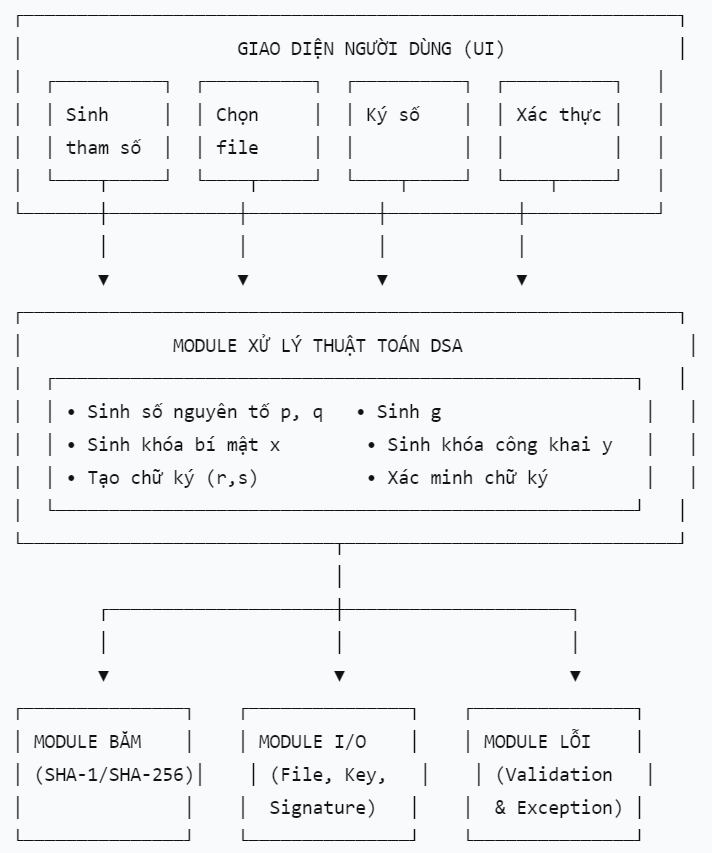 GIAO DIỆN NGƯỜI DÙNG (UI)
Sinh Chọn Ký số Xác thực
tham số file
MODULE XỬ LÝ THUẬT TOÁN DSA
• Sinh số nguyên tố p, q • Sinh g
• Sinh khóa bí mật x • Sinh khóa công khai y
• Tạo chữ ký (r,s) • Xác minh chữ ký
MODULE BĂM MODULE I/O MODULE LỖI
(SHA-1/SHA-256) (File, Key, (Validation
Signature) & Exception)